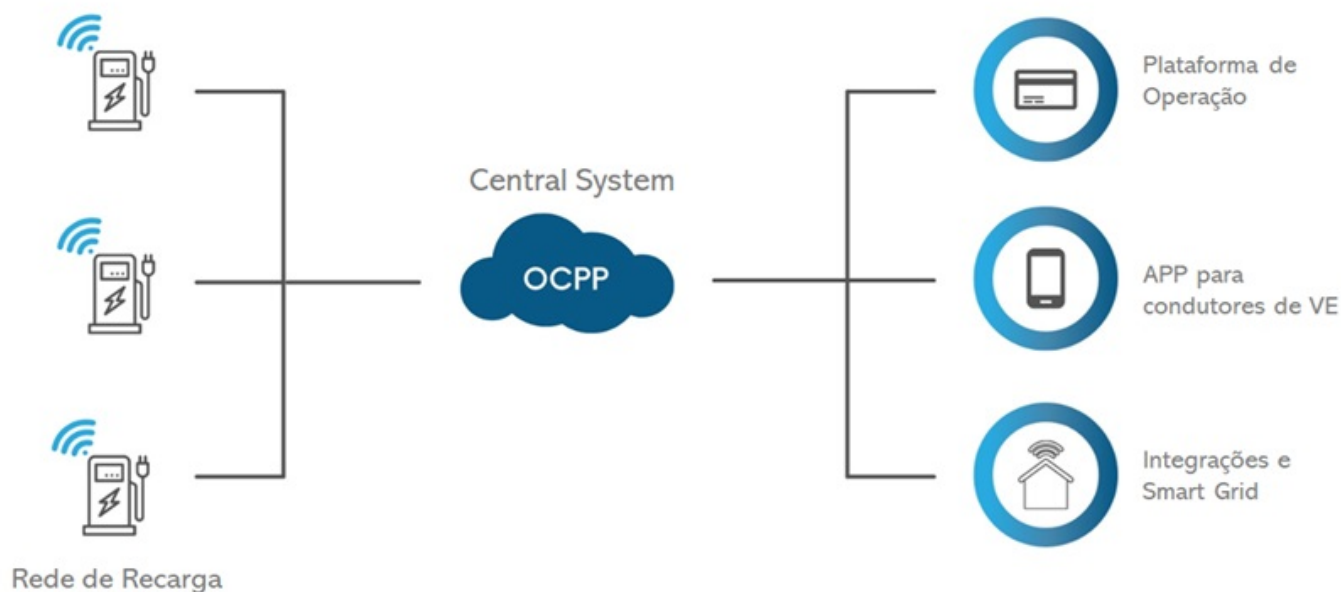 Central System
OCPP
Rede de Recarga
Plataforma de
Operação
APP para
condutores de VE
Integrações e
Smart Grid